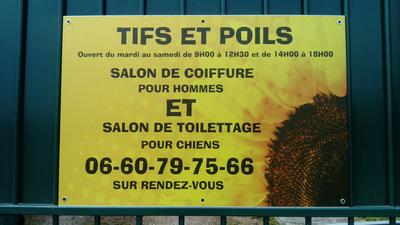 TIFS ET POILS
Ouvert du mardi au samedi de 9H00 à 12H30 et de 14H00 à 18H00
SALON DE COIFFURE
POUR HOMMES
ET
SALON DE TOILETTAGE
POUR CHIENS
06-60-79-75-66
SUR RENDEZ-VOUS